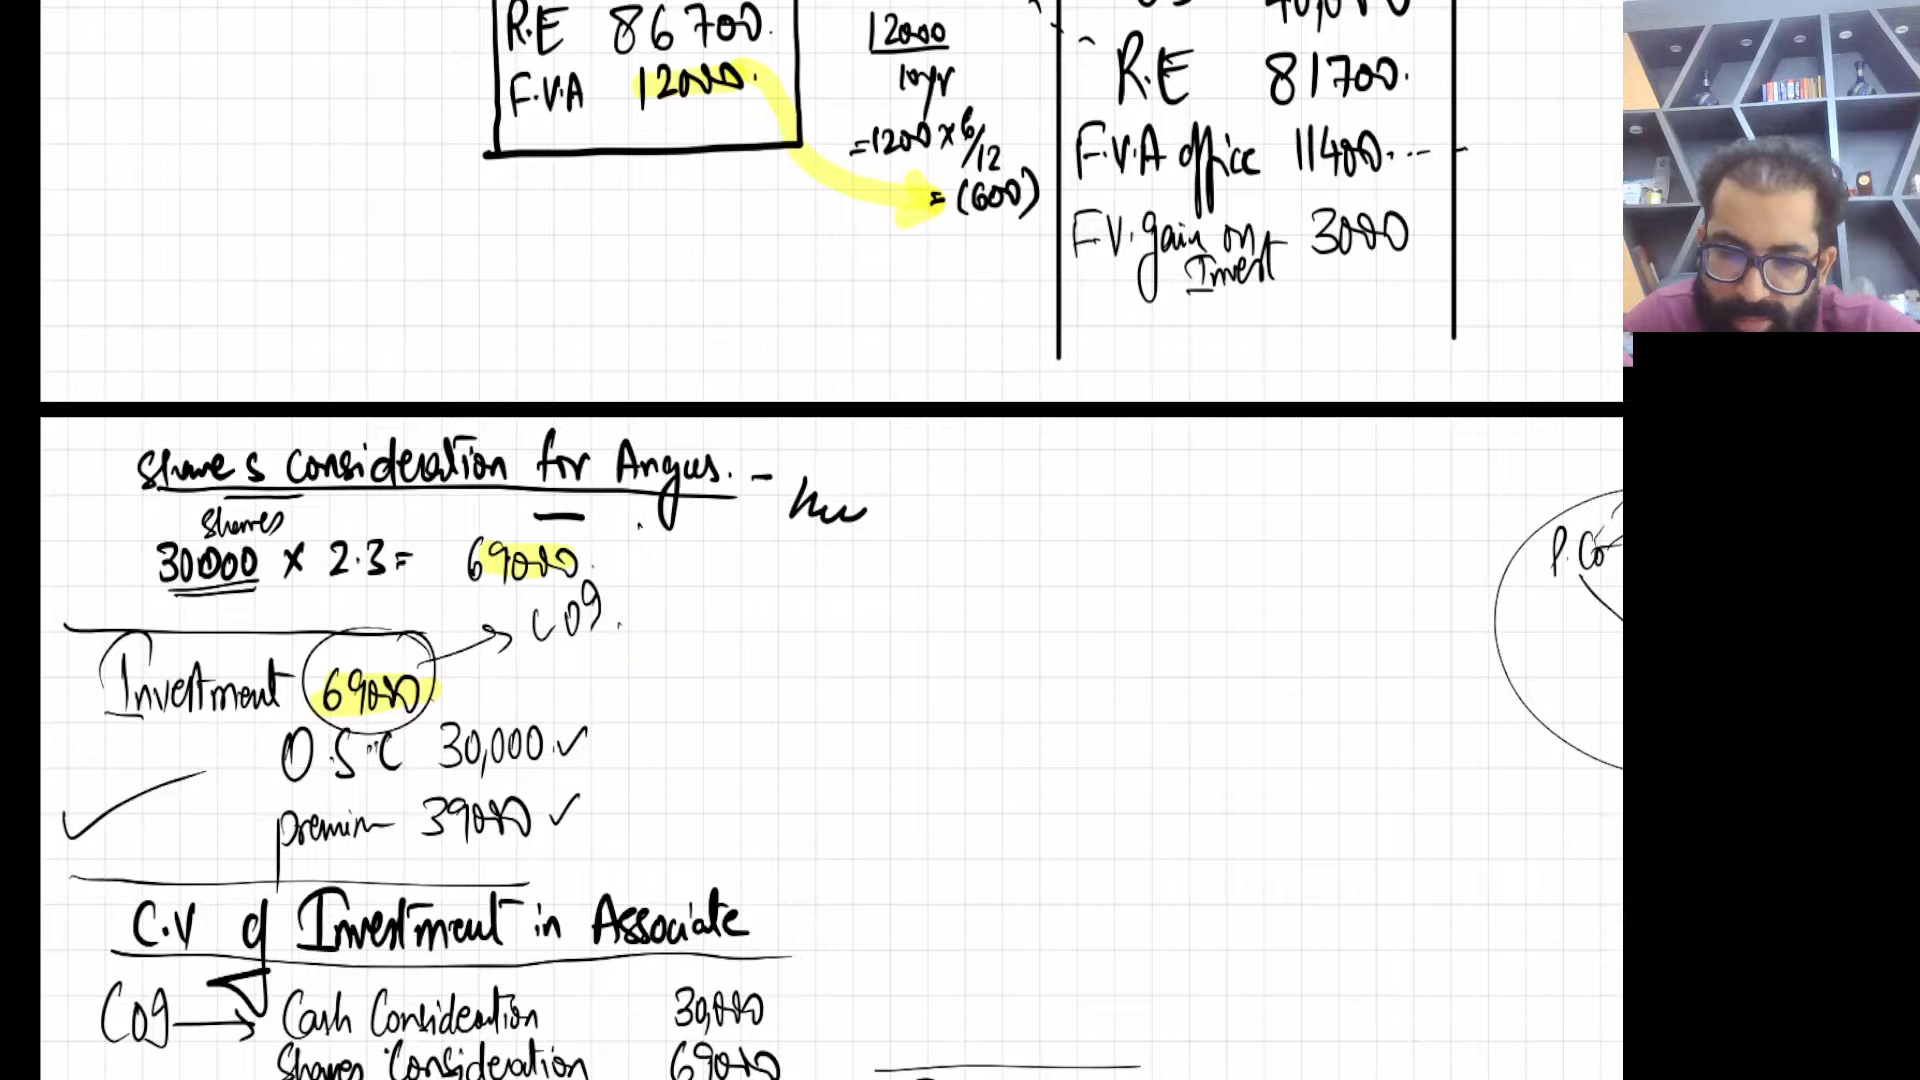 R.E 86700.
F.V.A 12000.
12000
10yr
=1200 x 6/12
= (600)
R.E 81700.
F.V.A office 11400.
F.V. gain on 3000
Invest
Shares consideration for Angus. -
shares
30000 x 2.3 = 69000.
COG.
Investment 69000
O.S.C 30,000. ✓
premium 39000 ✓
C.V of Investment in Associate
COG → Cash Consideration 30,000
Shares Consideration 69000
P.Co